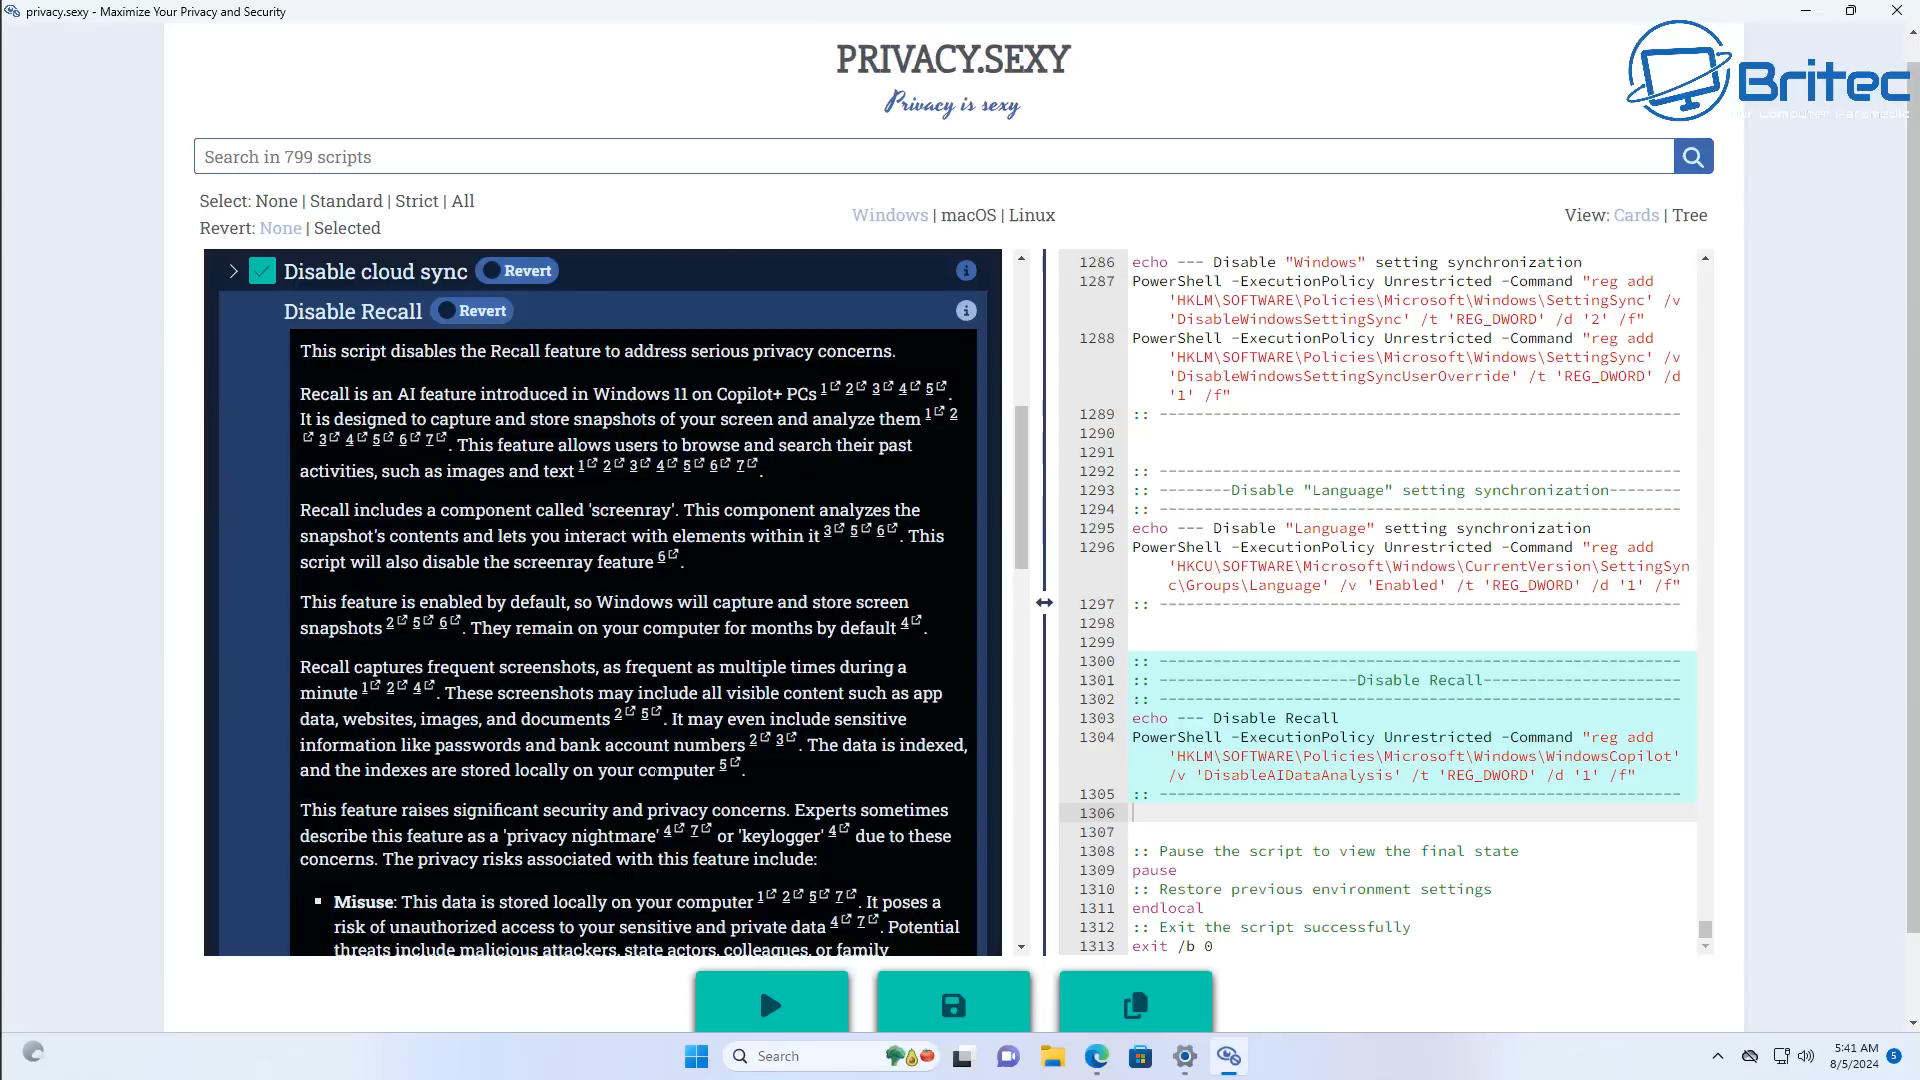 privacy.sexy - Maximize Your Privacy and Security
Britec
PRIVACY.SEXY
Privacy is sexy
Search in 799 scripts
Select: None | Standard | Strict | All
Revert: None | Selected
Windows | macOS | Linux
View: Cards | Tree
Disable cloud sync Revert
Disable Recall Revert
This script disables the Recall feature to address serious privacy concerns.
Recall is an AI feature introduced in Windows 11 on Copilot+ PCs 1 2 3 4 5.
It is designed to capture and store snapshots of your screen and analyze them 1 2
3 4 5 6 7. This feature allows users to browse and search their past
activities, such as images and text 1 2 3 4 5 6 7.
Recall includes a component called 'screenray'. This component analyzes the
snapshot's contents and lets you interact with elements within it 3 5 6. This
script will also disable the screenray feature 6.
This feature is enabled by default, so Windows will capture and store screen
snapshots 2 5 6. They remain on your computer for months by default 4.
Recall captures frequent screenshots, as frequent as multiple times during a
minute 1 2 4. These screenshots may include all visible content such as app
data, websites, images, and documents 2 5. It may even include sensitive
information like passwords and bank account numbers 2 3. The data is indexed,
and the indexes are stored locally on your computer 5.
This feature raises significant security and privacy concerns. Experts sometimes
describe this feature as a 'privacy nightmare' 4 7 or 'keylogger' 4 due to these
concerns. The privacy risks associated with this feature include:
Misuse: This data is stored locally on your computer 1 2 5 7. It poses a
risk of unauthorized access to your sensitive and private data 4 7. Potential
threats include malicious attackers, state actors, colleagues, or family
1286 echo --- Disable "Windows" setting synchronization
1287 PowerShell -ExecutionPolicy Unrestricted -Command "reg add
'HKLM\SOFTWARE\Policies\Microsoft\Windows\SettingSync' /v
'DisableWindowsSettingSync' /t 'REG_DWORD' /d '2' /f"
1288 PowerShell -ExecutionPolicy Unrestricted -Command "reg add
'HKLM\SOFTWARE\Policies\Microsoft\Windows\SettingSync' /v
'DisableWindowsSettingSyncUserOverride' /t 'REG_DWORD' /d
'1' /f"
1289 :: ----------------------------------------------------------
1290
1291
1292 :: ----------------------------------------------------------
1293 :: --------Disable "Language" setting synchronization--------
1294 :: ----------------------------------------------------------
1295 echo --- Disable "Language" setting synchronization
1296 PowerShell -ExecutionPolicy Unrestricted -Command "reg add
'HKCU\SOFTWARE\Microsoft\Windows\CurrentVersion\SettingSyn
c\Groups\Language' /v 'Enabled' /t 'REG_DWORD' /d '1' /f"
1297 :: ----------------------------------------------------------
1298
1299
1300 :: ----------------------------------------------------------
1301 :: ----------------------Disable Recall----------------------
1302 :: ----------------------------------------------------------
1303 echo --- Disable Recall
1304 PowerShell -ExecutionPolicy Unrestricted -Command "reg add
'HKLM\SOFTWARE\Policies\Microsoft\Windows\WindowsCopilot'
/v 'DisableAIDataAnalysis' /t 'REG_DWORD' /d '1' /f"
1305 :: ----------------------------------------------------------
1306
1307
1308 :: Pause the script to view the final state
1309 pause
1310 :: Restore previous environment settings
1311 endlocal
1312 :: Exit the script successfully
1313 exit /b 0
Search
5:41 AM
8/5/2024
5